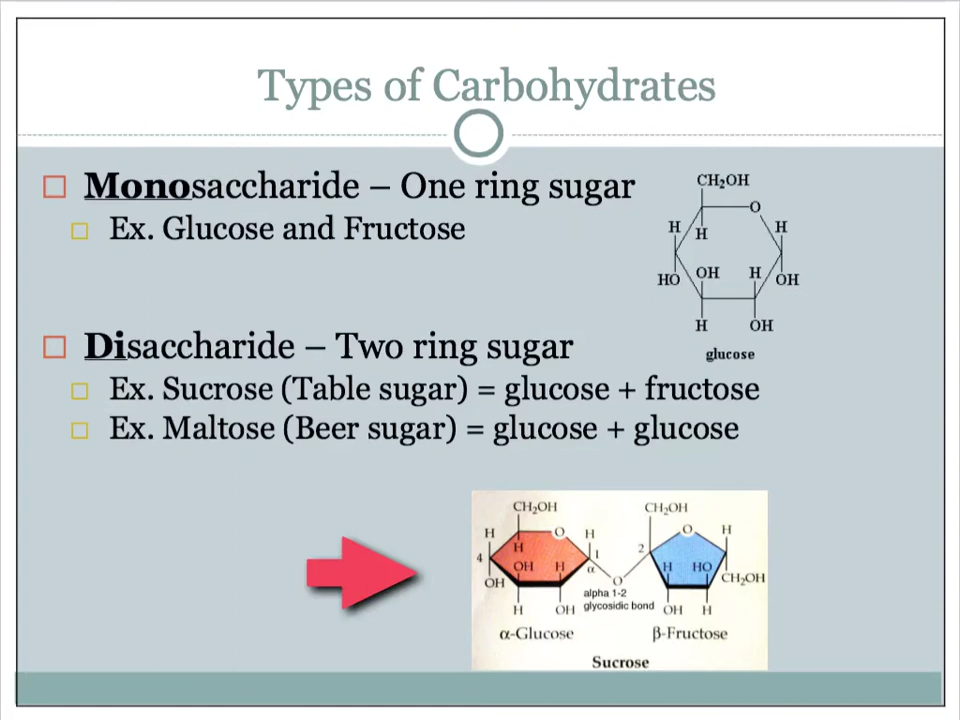 Types of Carbohydrates
Monosaccharide – One ring sugar
Ex. Glucose and Fructose
CH₂OH
O
H H H
HO OH H OH
H OH
glucose
Disaccharide – Two ring sugar
Ex. Sucrose (Table sugar) = glucose + fructose
Ex. Maltose (Beer sugar) = glucose + glucose
CH₂OH CH₂OH
H O H 2 O H
4 H 1
OH H α H HO
OH O CH₂OH
alpha 1-2
glycosidic bond
H OH OH H
α-Glucose β-Fructose
Sucrose